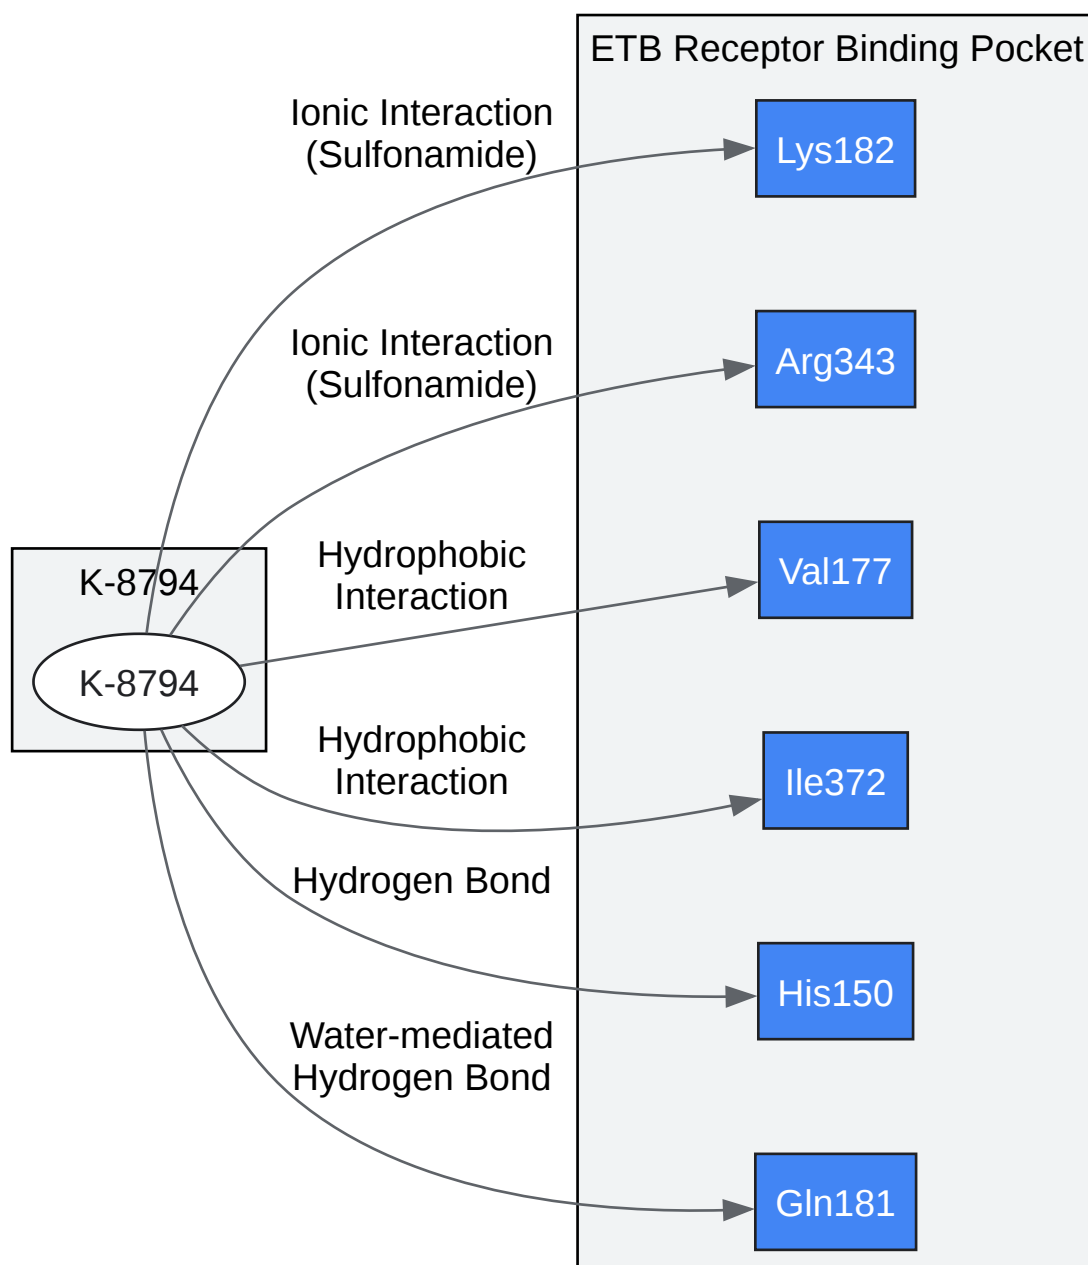 ETB Receptor Binding Pocket
Ionic Interaction
(Sulfonamide)
Lys182
Ionic Interaction
(Sulfonamide)
Arg343
K-8794
K-8794
Hydrophobic
Interaction
Val177
Hydrophobic
Interaction
Ile372
Hydrogen Bond
His150
Water-mediated
Hydrogen Bond
Gln181